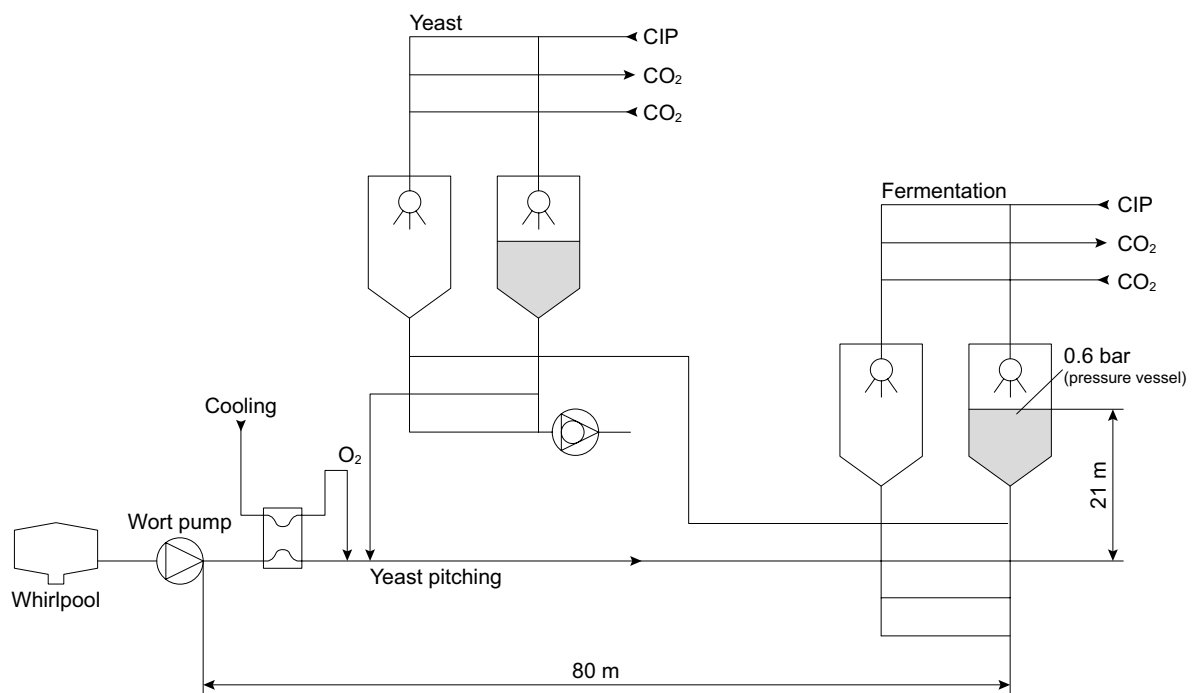 Yeast
CIP
CO₂
CO₂
Fermentation
CIP
CO₂
CO₂
0.6 bar
(pressure vessel)
Cooling
O₂
21 m
Wort pump
Yeast pitching
Whirlpool
80 m